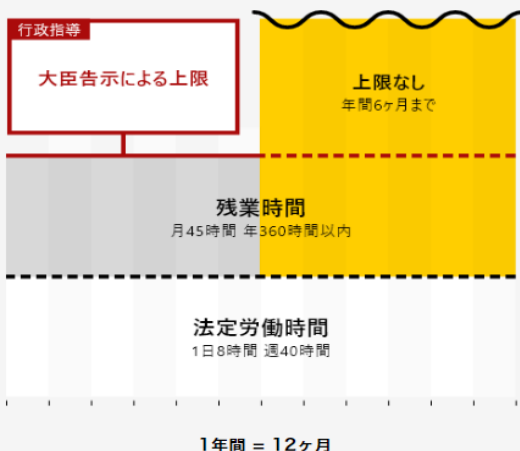 行政指導
大臣告示による上限
上限なし
年間6ヶ月まで
残業時間
月45時間 年360時間以内
法定労働時間
1日8時間 週40時間
1年間 = 12ヶ月